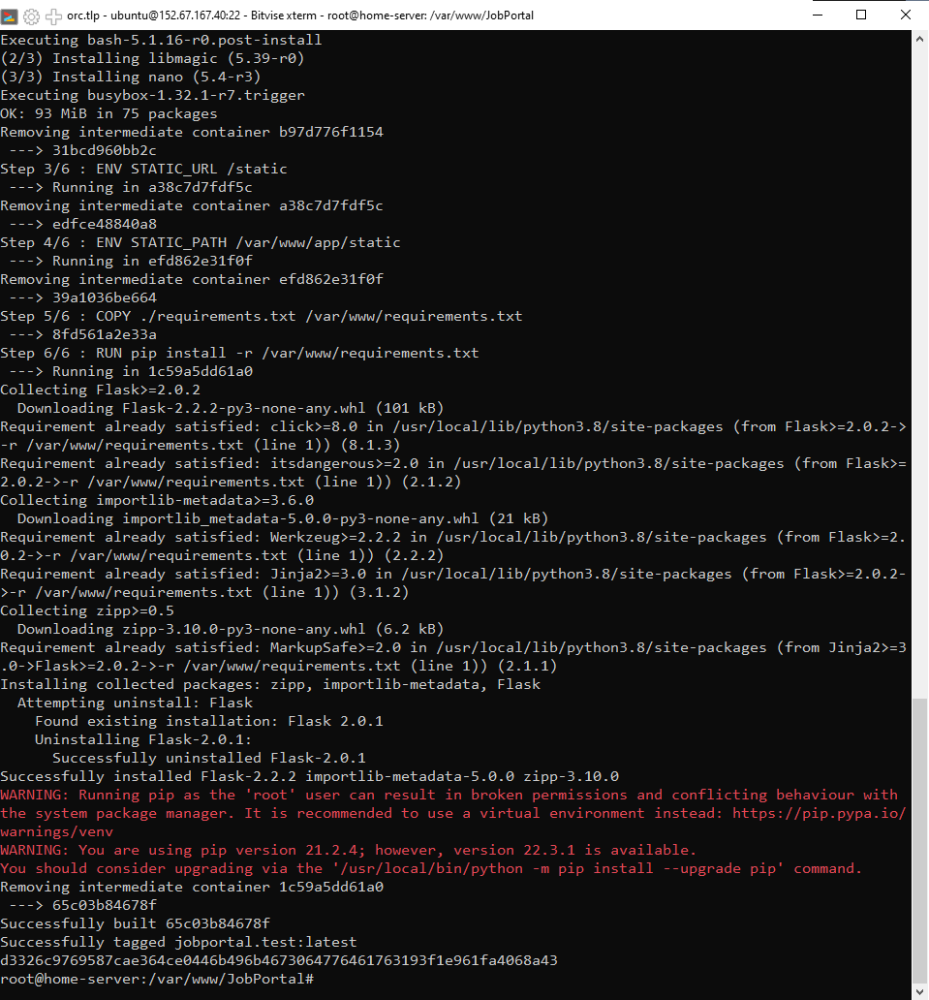 orc.tlp - ubuntu@152.67.167.40:22 - Bitvise xterm - root@home-server: /var/www/JobPortal
Executing bash-5.1.16-r0.post-install
(2/3) Installing libmagic (5.39-r0)
(3/3) Installing nano (5.4-r3)
Executing busybox-1.32.1-r7.trigger
OK: 93 MiB in 75 packages
Removing intermediate container b97d776f1154
 ---> 31bcd960bb2c
Step 3/6 : ENV STATIC_URL /static
 ---> Running in a38c7d7fdf5c
Removing intermediate container a38c7d7fdf5c
 ---> edfce48840a8
Step 4/6 : ENV STATIC_PATH /var/www/app/static
 ---> Running in efd862e31f0f
Removing intermediate container efd862e31f0f
 ---> 39a1036be664
Step 5/6 : COPY ./requirements.txt /var/www/requirements.txt
 ---> 8fd561a2e33a
Step 6/6 : RUN pip install -r /var/www/requirements.txt
 ---> Running in 1c59a5dd61a0
Collecting Flask>=2.0.2
  Downloading Flask-2.2.2-py3-none-any.whl (101 kB)
Requirement already satisfied: click>=8.0 in /usr/local/lib/python3.8/site-packages (from Flask>=2.0.2->
-r /var/www/requirements.txt (line 1)) (8.1.3)
Requirement already satisfied: itsdangerous>=2.0 in /usr/local/lib/python3.8/site-packages (from Flask>=
2.0.2->-r /var/www/requirements.txt (line 1)) (2.1.2)
Collecting importlib-metadata>=3.6.0
  Downloading importlib_metadata-5.0.0-py3-none-any.whl (21 kB)
Requirement already satisfied: Werkzeug>=2.2.2 in /usr/local/lib/python3.8/site-packages (from Flask>=2.
0.2->-r /var/www/requirements.txt (line 1)) (2.2.2)
Requirement already satisfied: Jinja2>=3.0 in /usr/local/lib/python3.8/site-packages (from Flask>=2.0.2-
>-r /var/www/requirements.txt (line 1)) (3.1.2)
Collecting zipp>=0.5
  Downloading zipp-3.10.0-py3-none-any.whl (6.2 kB)
Requirement already satisfied: MarkupSafe>=2.0 in /usr/local/lib/python3.8/site-packages (from Jinja2>=3
.0->Flask>=2.0.2->-r /var/www/requirements.txt (line 1)) (2.1.1)
Installing collected packages: zipp, importlib-metadata, Flask
  Attempting uninstall: Flask
    Found existing installation: Flask 2.0.1
    Uninstalling Flask-2.0.1:
      Successfully uninstalled Flask-2.0.1
Successfully installed Flask-2.2.2 importlib-metadata-5.0.0 zipp-3.10.0
WARNING: Running pip as the 'root' user can result in broken permissions and conflicting behaviour with
the system package manager. It is recommended to use a virtual environment instead: https://pip.pypa.io/
warnings/venv
WARNING: You are using pip version 21.2.4; however, version 22.3.1 is available.
You should consider upgrading via the '/usr/local/bin/python -m pip install --upgrade pip' command.
Removing intermediate container 1c59a5dd61a0
 ---> 65c03b84678f
Successfully built 65c03b84678f
Successfully tagged jobportal.test:latest
d3326c9769587cae364ce0446b496b4673064776461763193f1e961fa4068a43
root@home-server:/var/www/JobPortal#